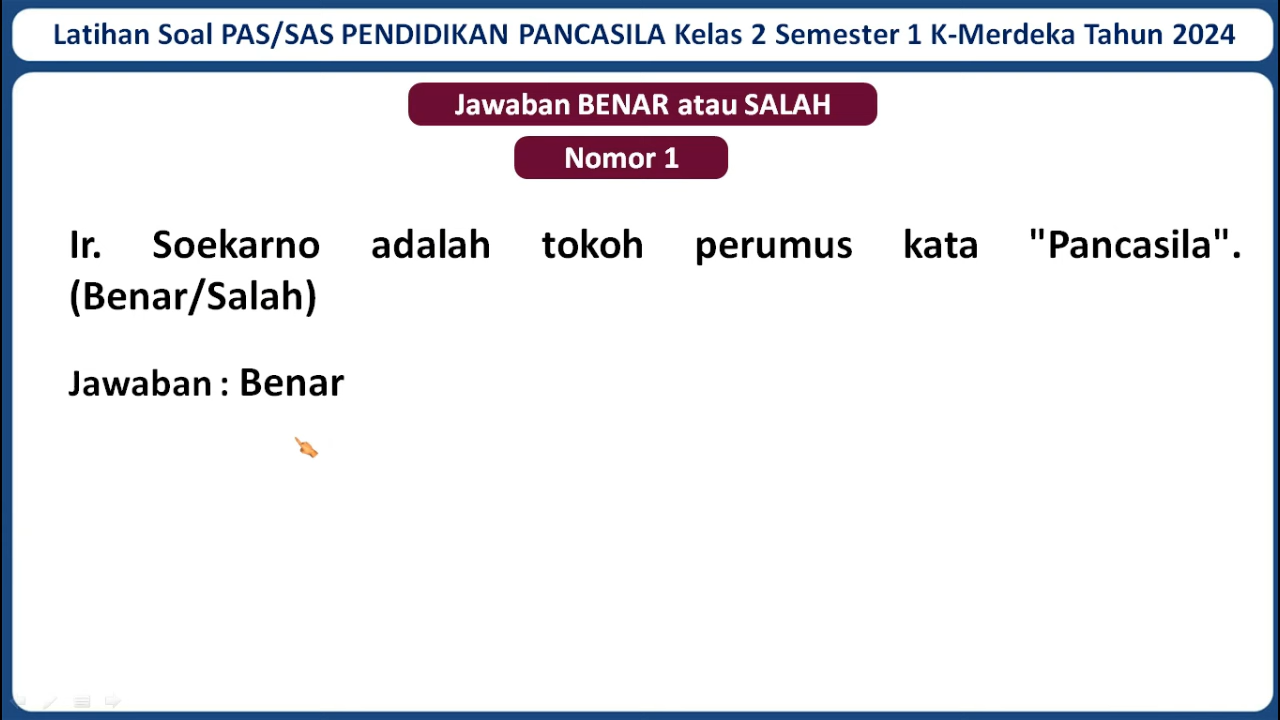 Latihan Soal PAS/SAS PENDIDIKAN PANCASILA Kelas 2 Semester 1 K-Merdeka Tahun 2024
Jawaban BENAR atau SALAH
Nomor 1
Ir. Soekarno adalah tokoh perumus kata "Pancasila".
(Benar/Salah)
Jawaban : Benar